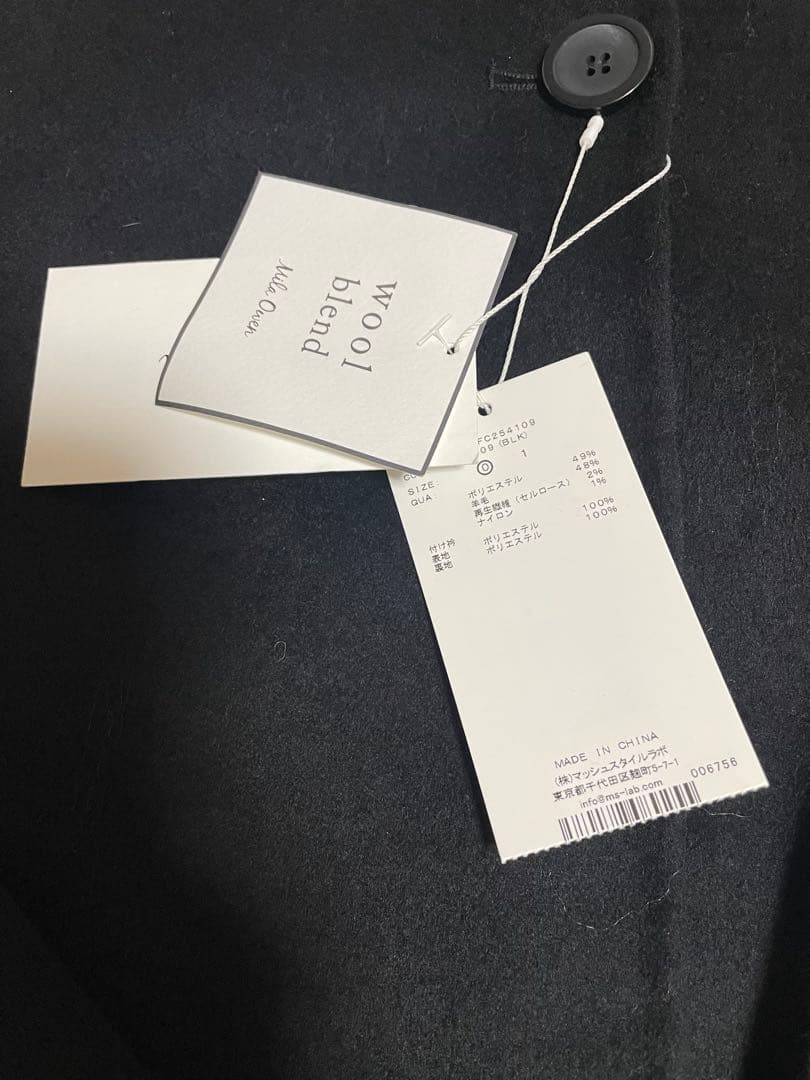 wool
blend
Mila Owen
FC254109
09(BLK)
SIZE: 0 1
QUA: ポリエステル 49%
羊毛 48%
再生繊維(セルロース) 2%
ナイロン 1%
付け衿
表地 ポリエステル 100%
裏地 ポリエステル 100%
MADE IN CHINA
(株)マッシュスタイルラボ
東京都千代田区麹町5-7-1
info@ms-lab.com 006756